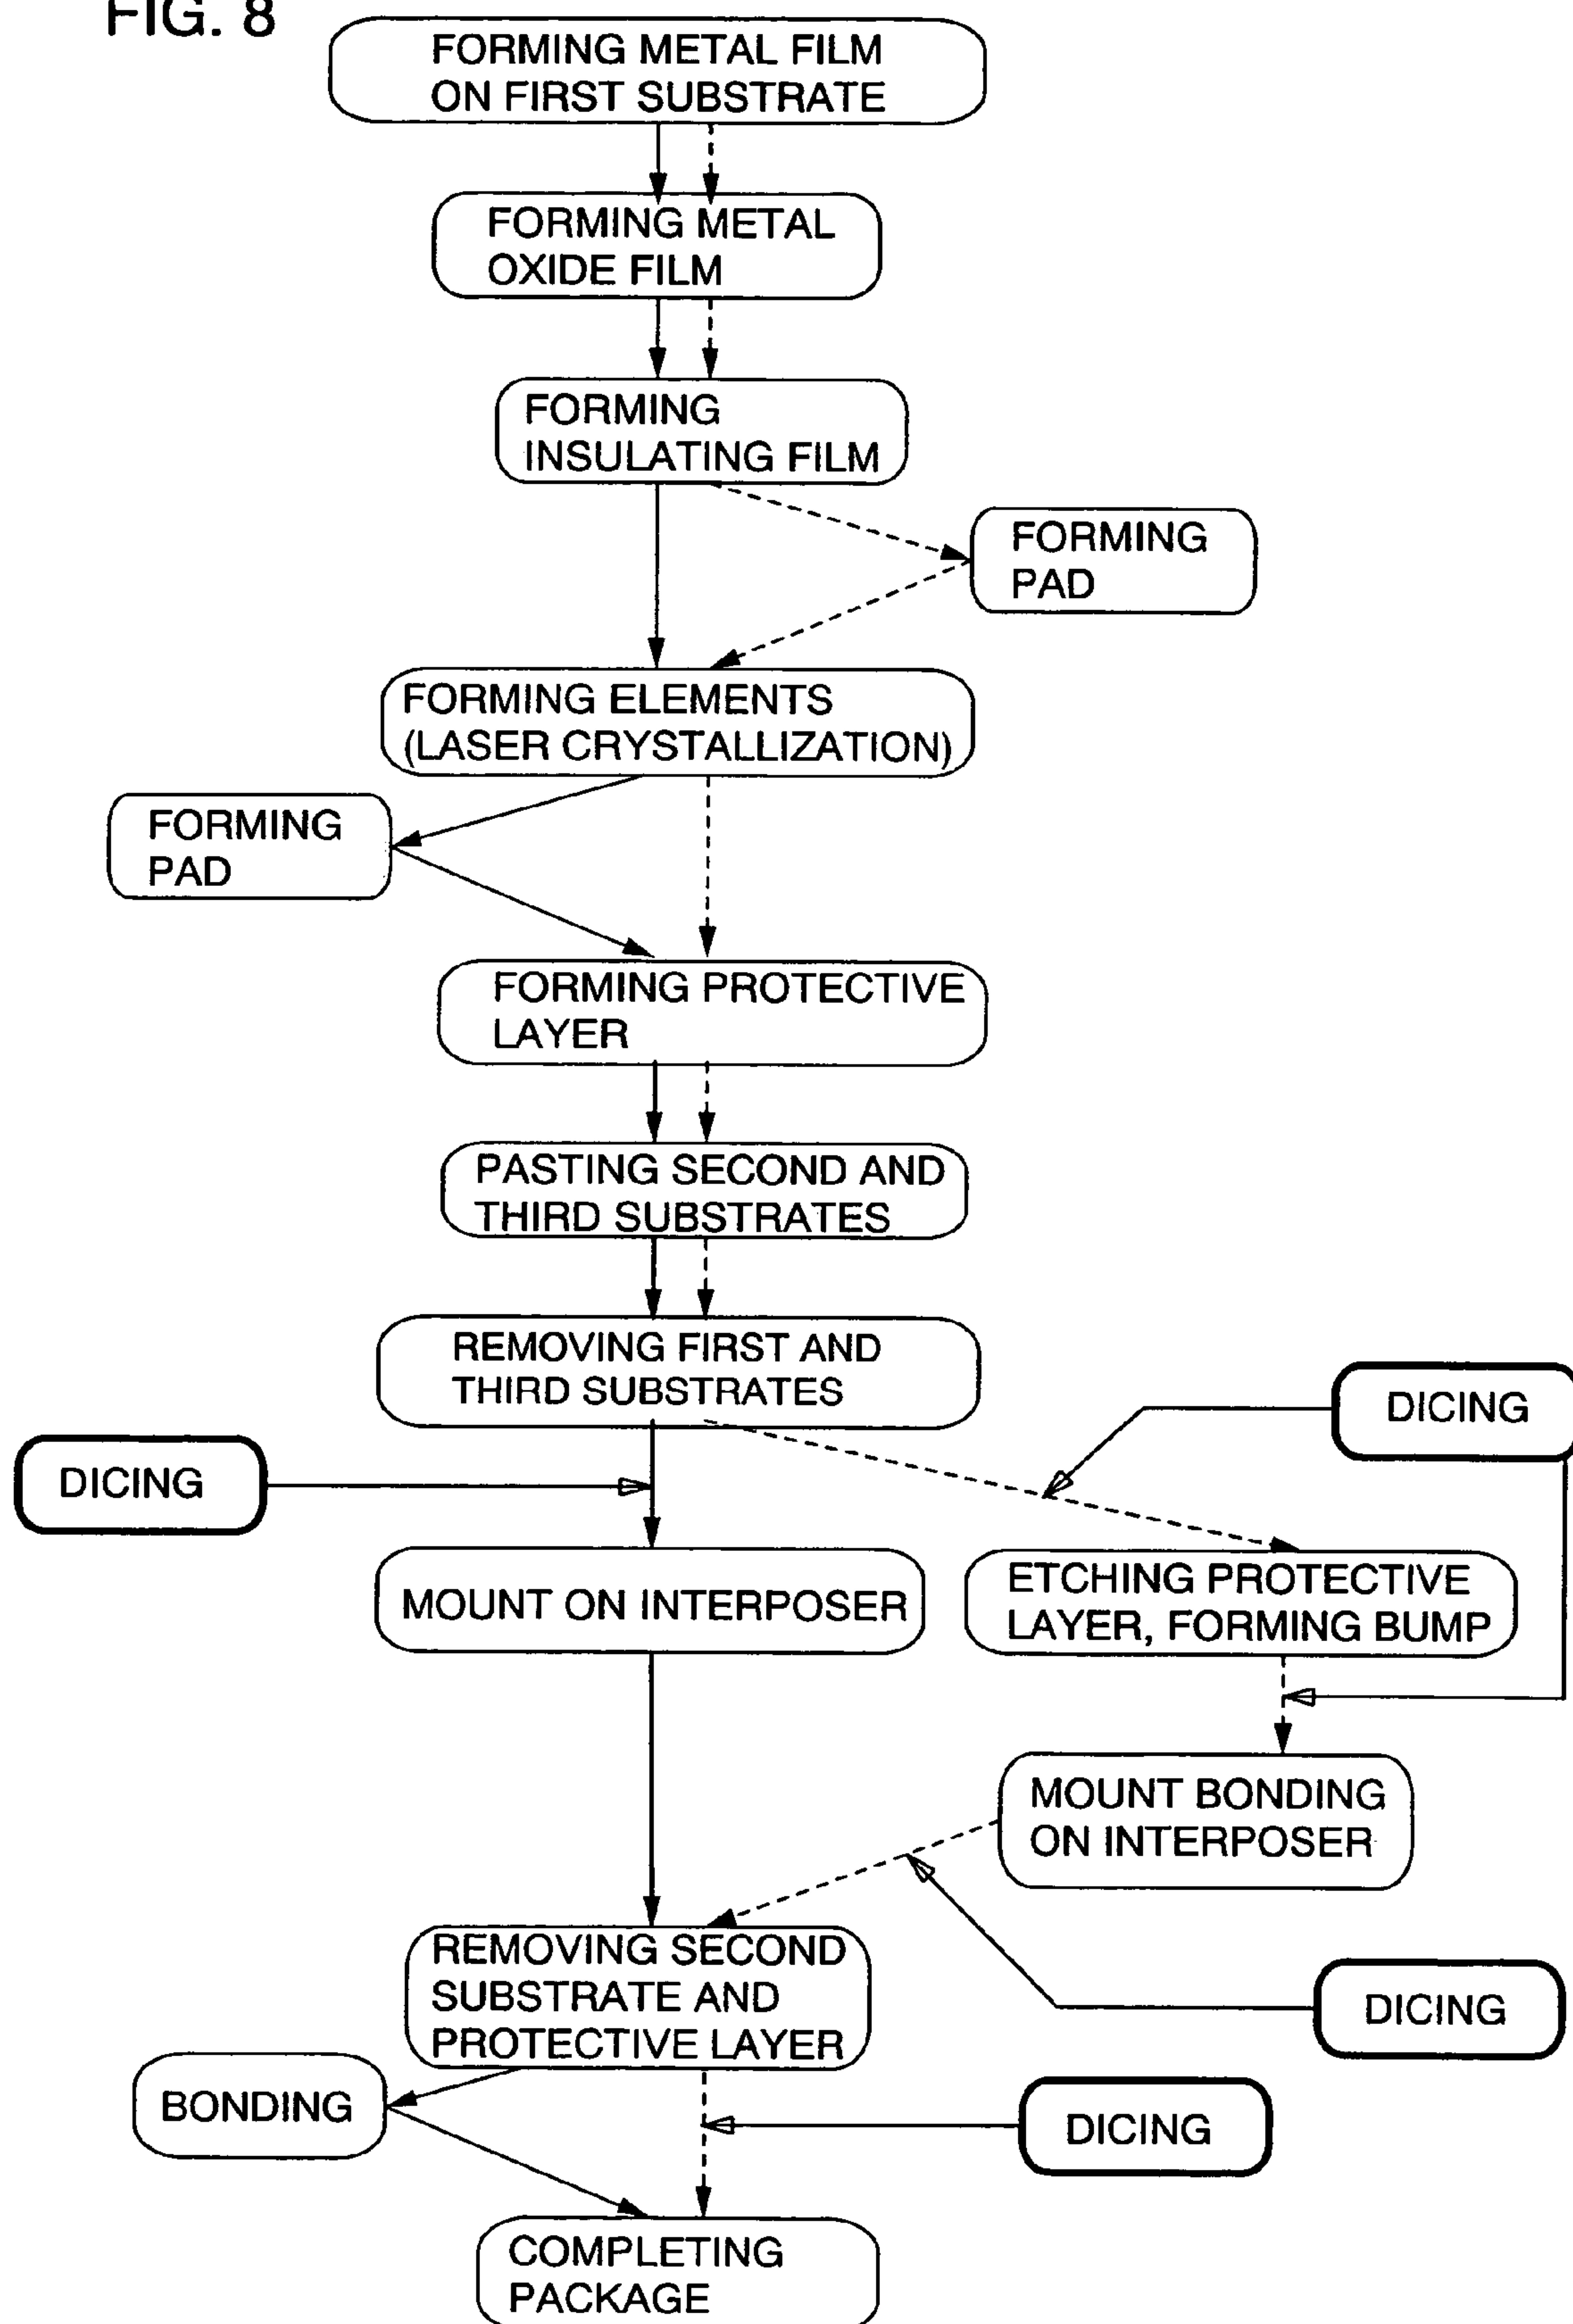 FIG. 8
FORMING METAL FILM
ON FIRST SUBSTRATE
FORMING METAL
OXIDE FILM
FORMING
INSULATING FILM
FORMING
PAD
FORMING ELEMENTS
(LASER CRYSTALLIZATION)
FORMING
PAD
FORMING PROTECTIVE
LAYER
PASTING SECOND AND
THIRD SUBSTRATES
REMOVING FIRST AND
THIRD SUBSTRATES
DICING
DICING
MOUNT ON INTERPOSER
ETCHING PROTECTIVE
LAYER, FORMING BUMP
MOUNT BONDING
ON INTERPOSER
REMOVING SECOND
SUBSTRATE AND
PROTECTIVE LAYER
DICING
BONDING
DICING
COMPLETING
PACKAGE